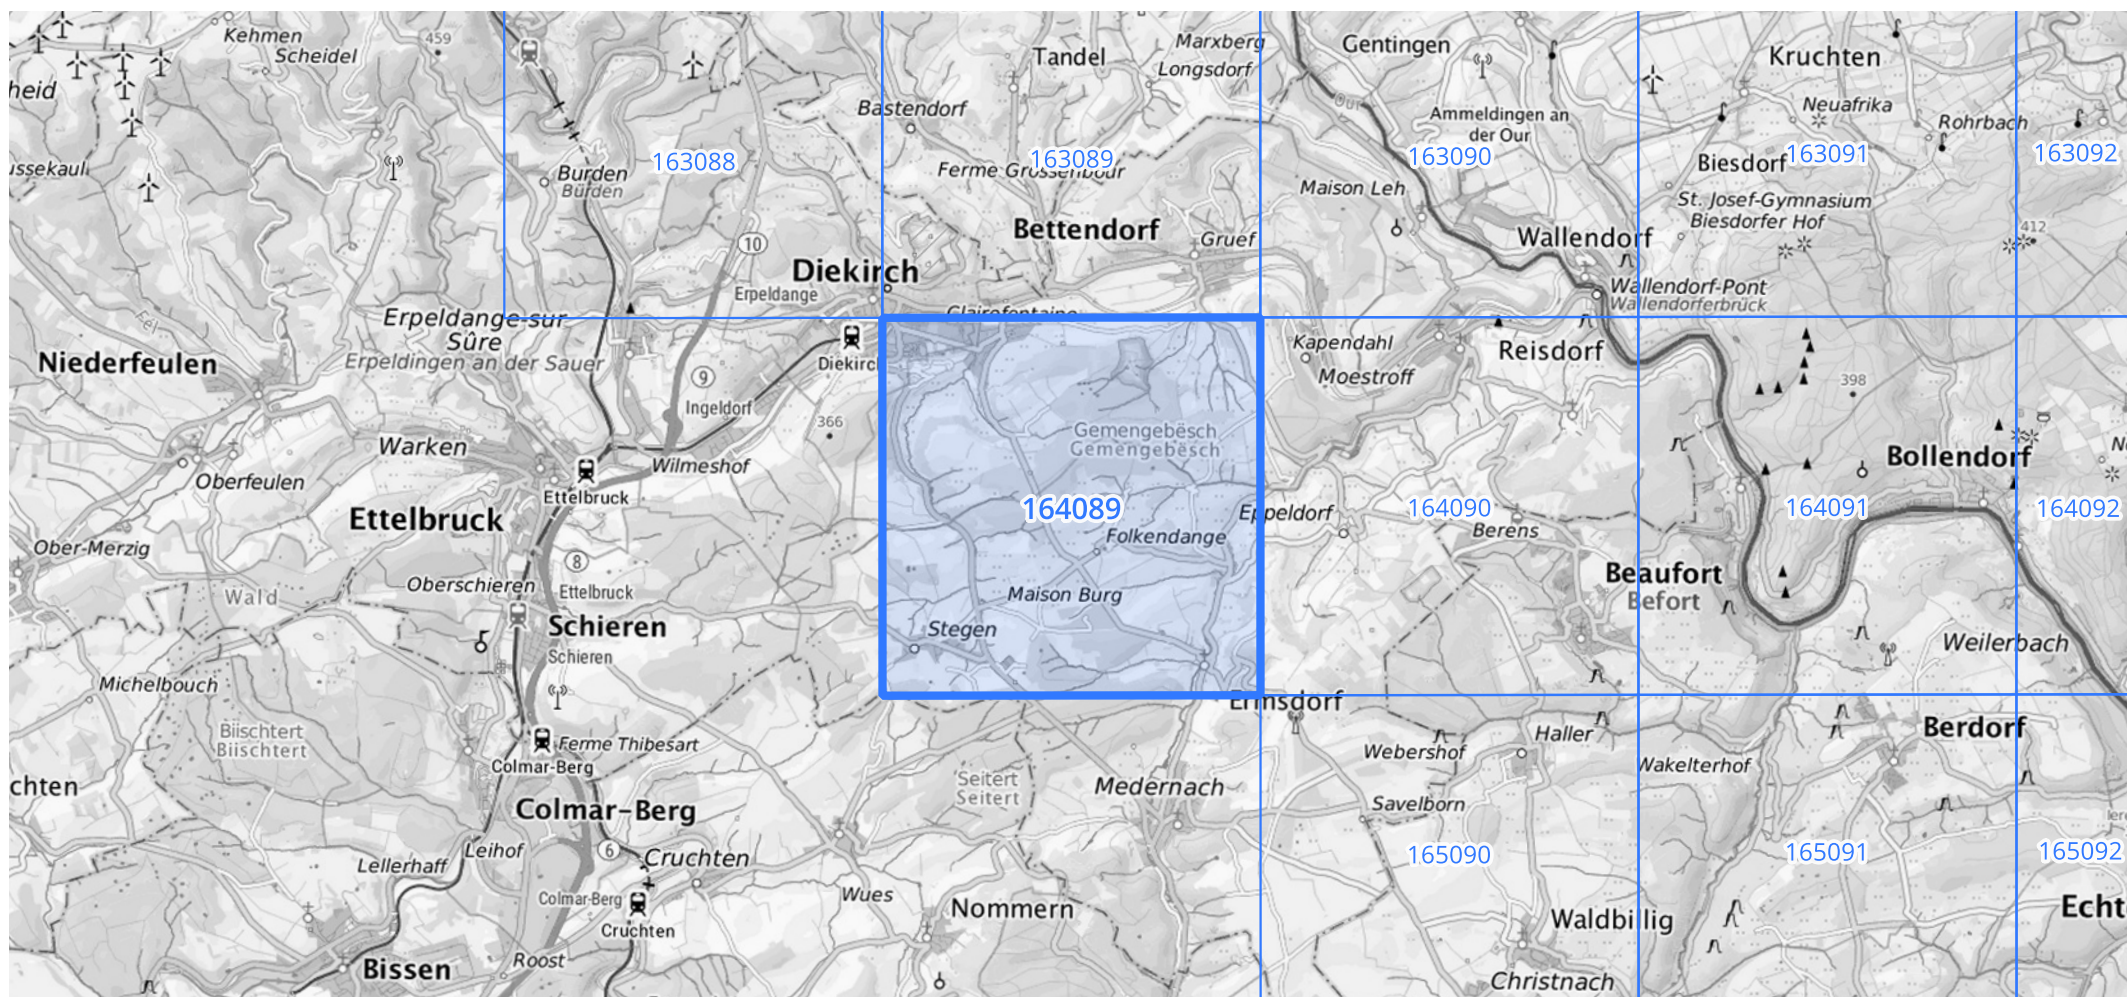 Kehmen
Scheidel
459
heid
ussekaul
Burden
Bürden
163088
10
Diekirch
Erpeldange
Tandel
Marxberg
Longsdorf
Bastendorf
163089
Ferme Grossenbour
Bettendorf
Gruef
Clairefontaine
Gentingen
Our
Ammeldingen an
der Our
163090
Maison Leh
Wallendorf
Wallendorf-Pont
Wallendorferbrück
Kruchten
Neuafrika
Rohrbach
Biesdorf
163091
163092
St. Josef-Gymnasium
Biesdorfer Hof
412
Fél
Erpeldange-sur
Sûre
Erpeldingen an der Sauer
Niederfeulen
Diekirch
9
Ingeldorf
366
Warken
Wilmeshof
Oberfeulen
Ettelbruck
Ettelbruck
Ober-Merzig
8
Oberschieren
Ettelbruck
Wald
Schieren
Schieren
Michelbouch
Gemengebësch
Gemengebësch
164089
Folkendange
Maison Burg
Stegen
Kapendahl
Moestroff
Reisdorf
Eppeldorf
164090
Berens
Beaufort
Befort
398
Bollendorf
164091
164092
Weilerbach
Biischtert
Biischtert
Ferme Thibesart
Colmar-Berg
chten
Colmar-Berg
Leihof
6
Cruchten
Lellerhaff
Colmar-Berg
Cruchten
Bissen
Roost
Seitert
Seitert
Medernach
Wues
Nommern
Ermsdorf
Webershof
Haller
Savelborn
165090
Waldbillig
Christnach
Wakelterhof
Berdorf
165091
165092
Echt